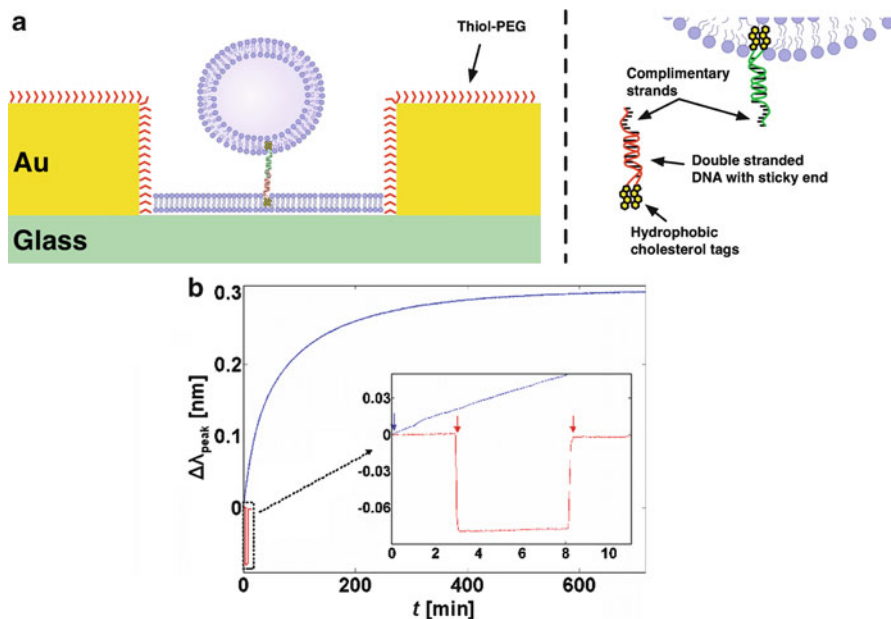 a
Thiol-PEG
Au
Glass
Complimentary
strands
Double stranded
DNA with sticky end
Hydrophobic
cholesterol tags
b
0.3
0.2
0.1
0
Δλpeak [nm]
0.03
0
-0.03
-0.06
0 2 4 6 8 10
0 200 400 600
t [min]